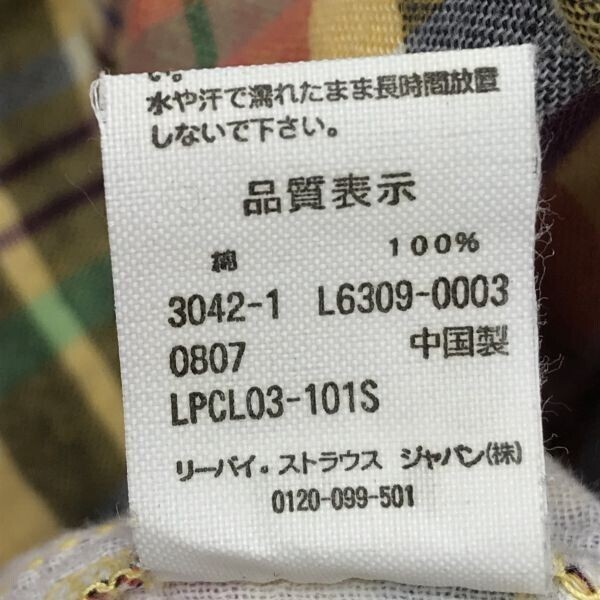 い。
水や汗で濡れたまま長時間放置
しないで下さい。
品質表示
綿 100%
3042-1 L6309-0003
0807 中国製
LPCL03-101S
リーバイ。ストラウス ジャパン(株)
0120-099-501